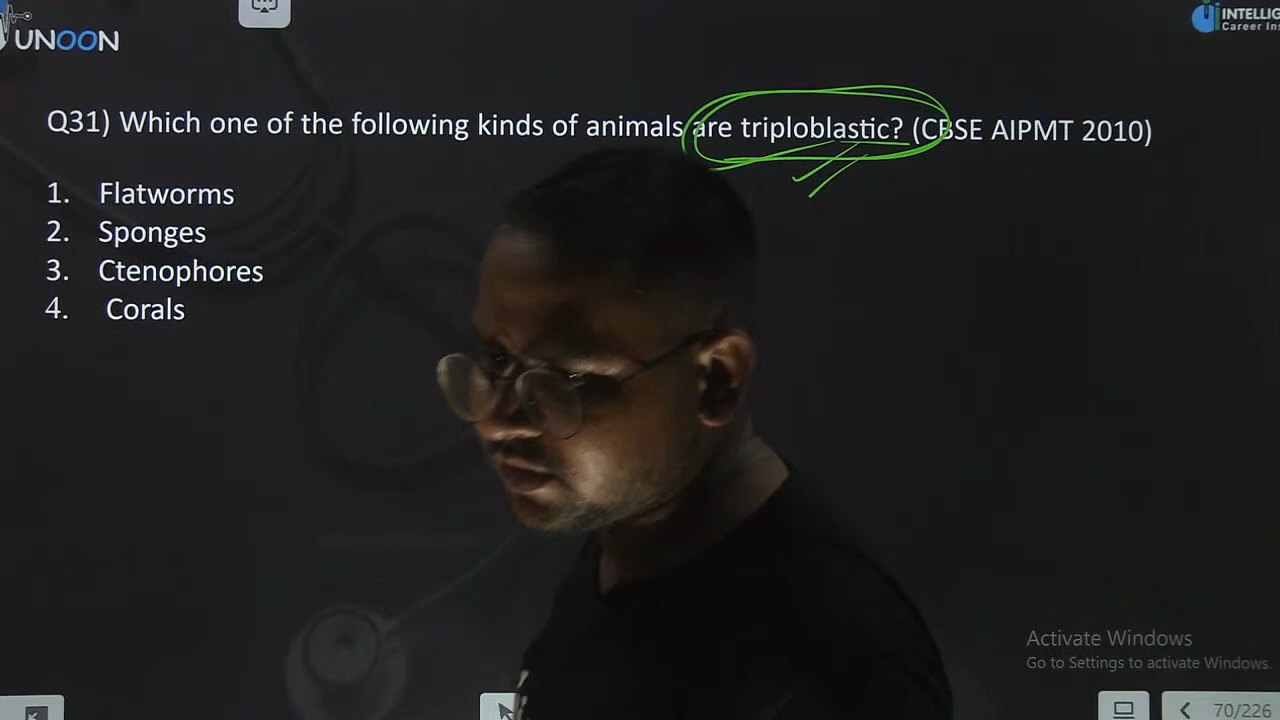 UNOON
INTELLIG
Career Ins
Q31) Which one of the following kinds of animals are triploblastic? (CBSE AIPMT 2010)
1. Flatworms
2. Sponges
3. Ctenophores
4. Corals
Activate Windows
Go to Settings to activate Windows.
70/226